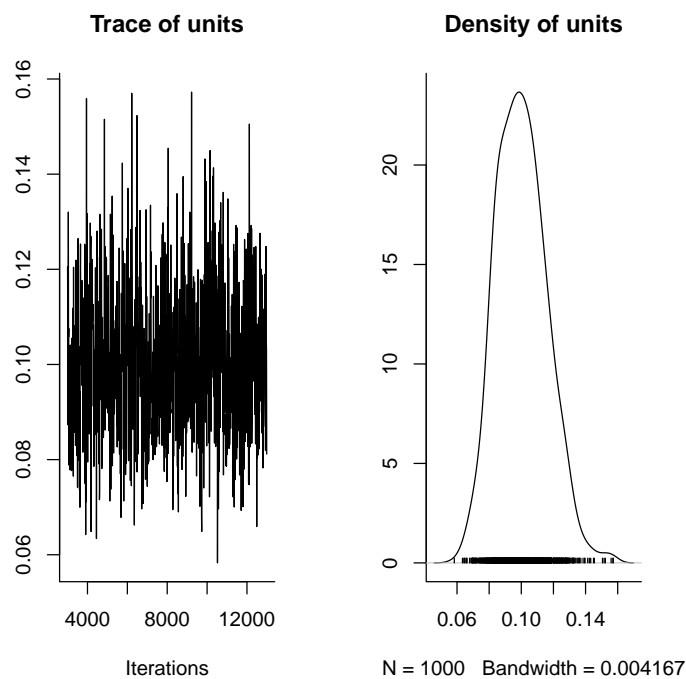 Trace of units
0.16
0.14
0.12
0.10
0.08
0.06
4000 8000 12000
Iterations
Density of units
20
15
10
5
0
0.06 0.10 0.14
N = 1000 Bandwidth = 0.004167